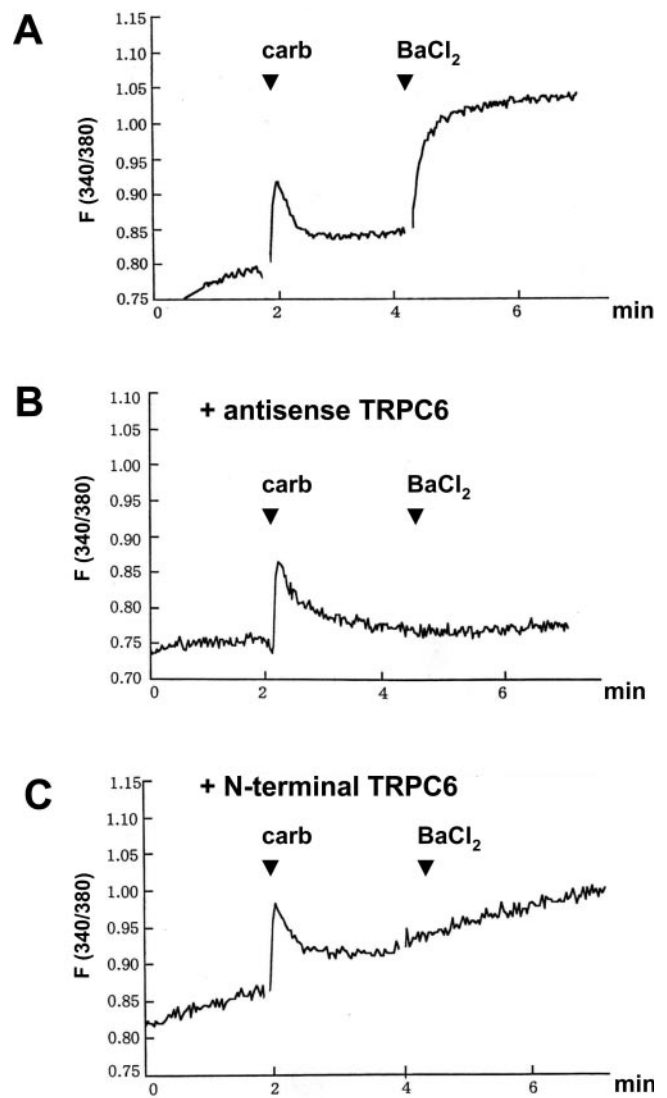 A
1.15
1.10
1.05
1.00
0.95
0.90
0.85
0.80
0.75
F (340/380)
carb
BaCl₂
0 2 4 6 min
B
+ antisense TRPC6
1.10
1.05
1.00
0.95
0.90
0.85
0.80
0.75
0.70
F (340/380)
carb
BaCl₂
0 2 4 6 min
C
+ N-terminal TRPC6
1.15
1.10
1.05
1.00
0.95
0.90
0.85
0.80
0.75
F (340/380)
carb
BaCl₂
0 2 4 6 min